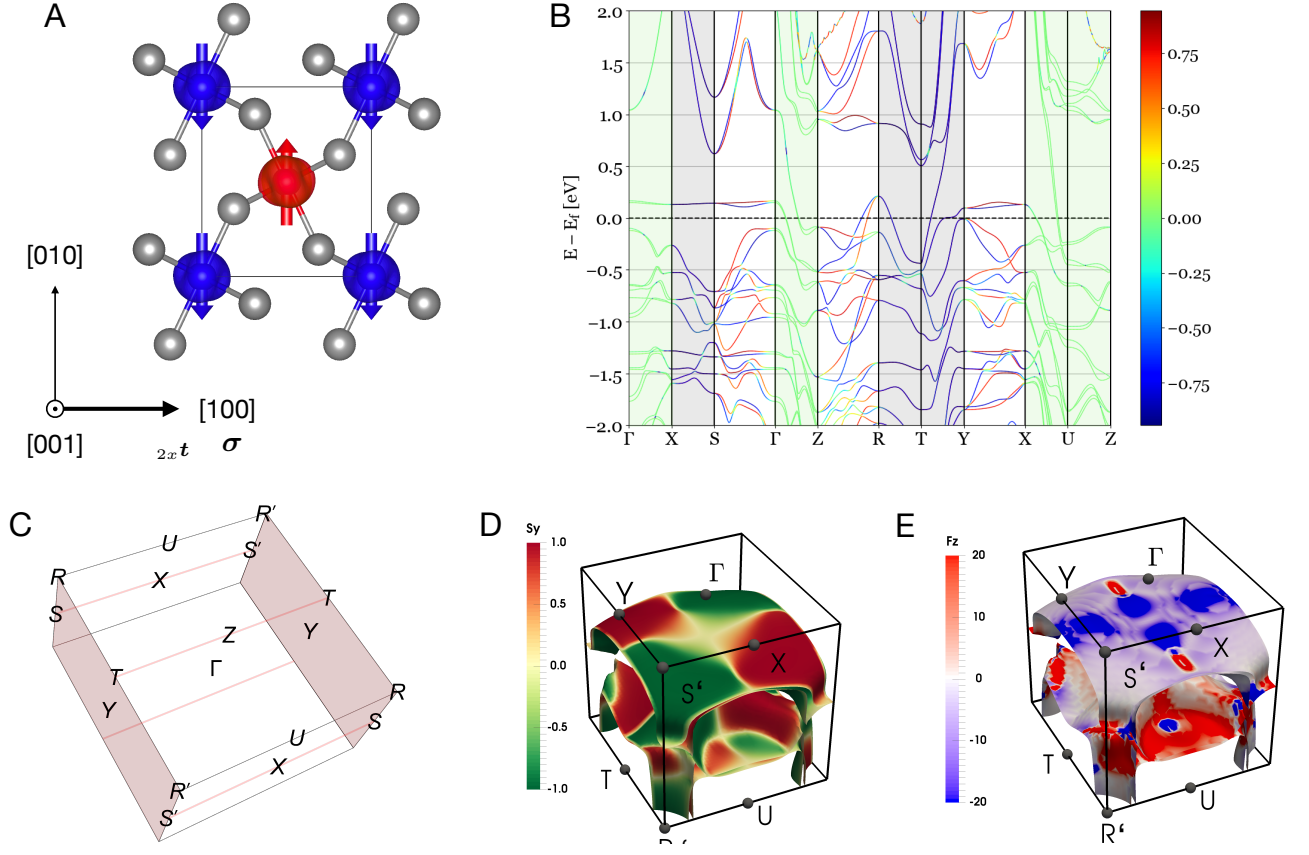 A
[010]
[001]
[100]
2x t
σ
B
E − E_f [eV]
2.0
1.5
1.0
0.5
0.0
−0.5
−1.0
−1.5
−2.0
Γ X S Γ Z R T Y X U Z
0.75
0.50
0.25
0.00
−0.25
−0.50
−0.75
C
R'
U
S'
R
X
S
T
Z
Y
Γ
T
Y
R
S
U
X
R'
S'
D
Sy
1.0
0.5
0.0
-0.5
-1.0
Y
Γ
X
S‘
T
U
E
Fz
20
10
0
-10
-20
Y
Γ
X
S‘
T
U
R‘